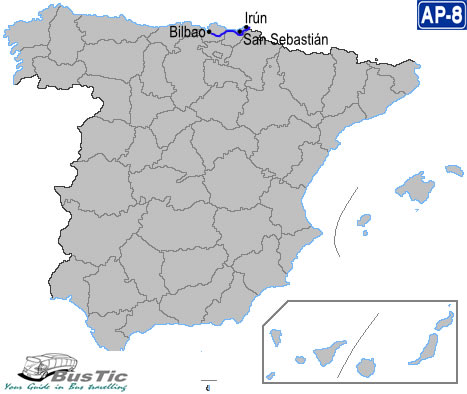 AP-8
Irún
Bilbao
San Sebastián
BusTic
Your Guide in Bus travelling